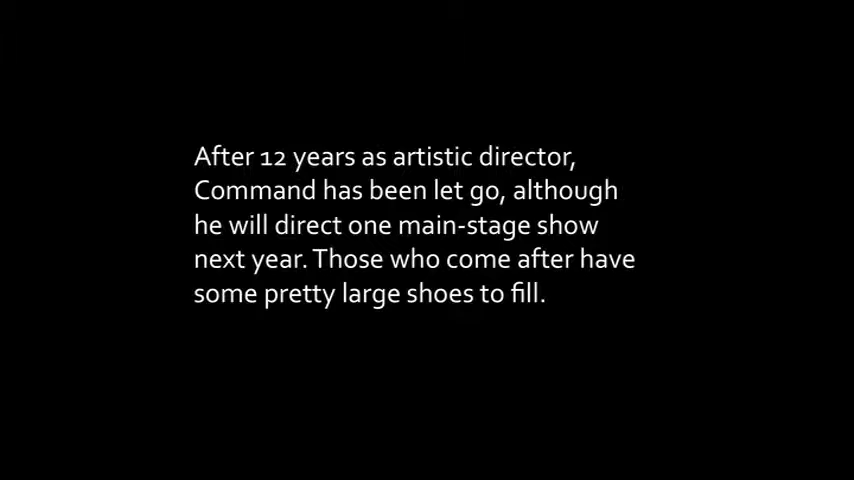 After 12 years as artistic director,
Command has been let go, although
he will direct one main-stage show
next year. Those who come after have
some pretty large shoes to fill.